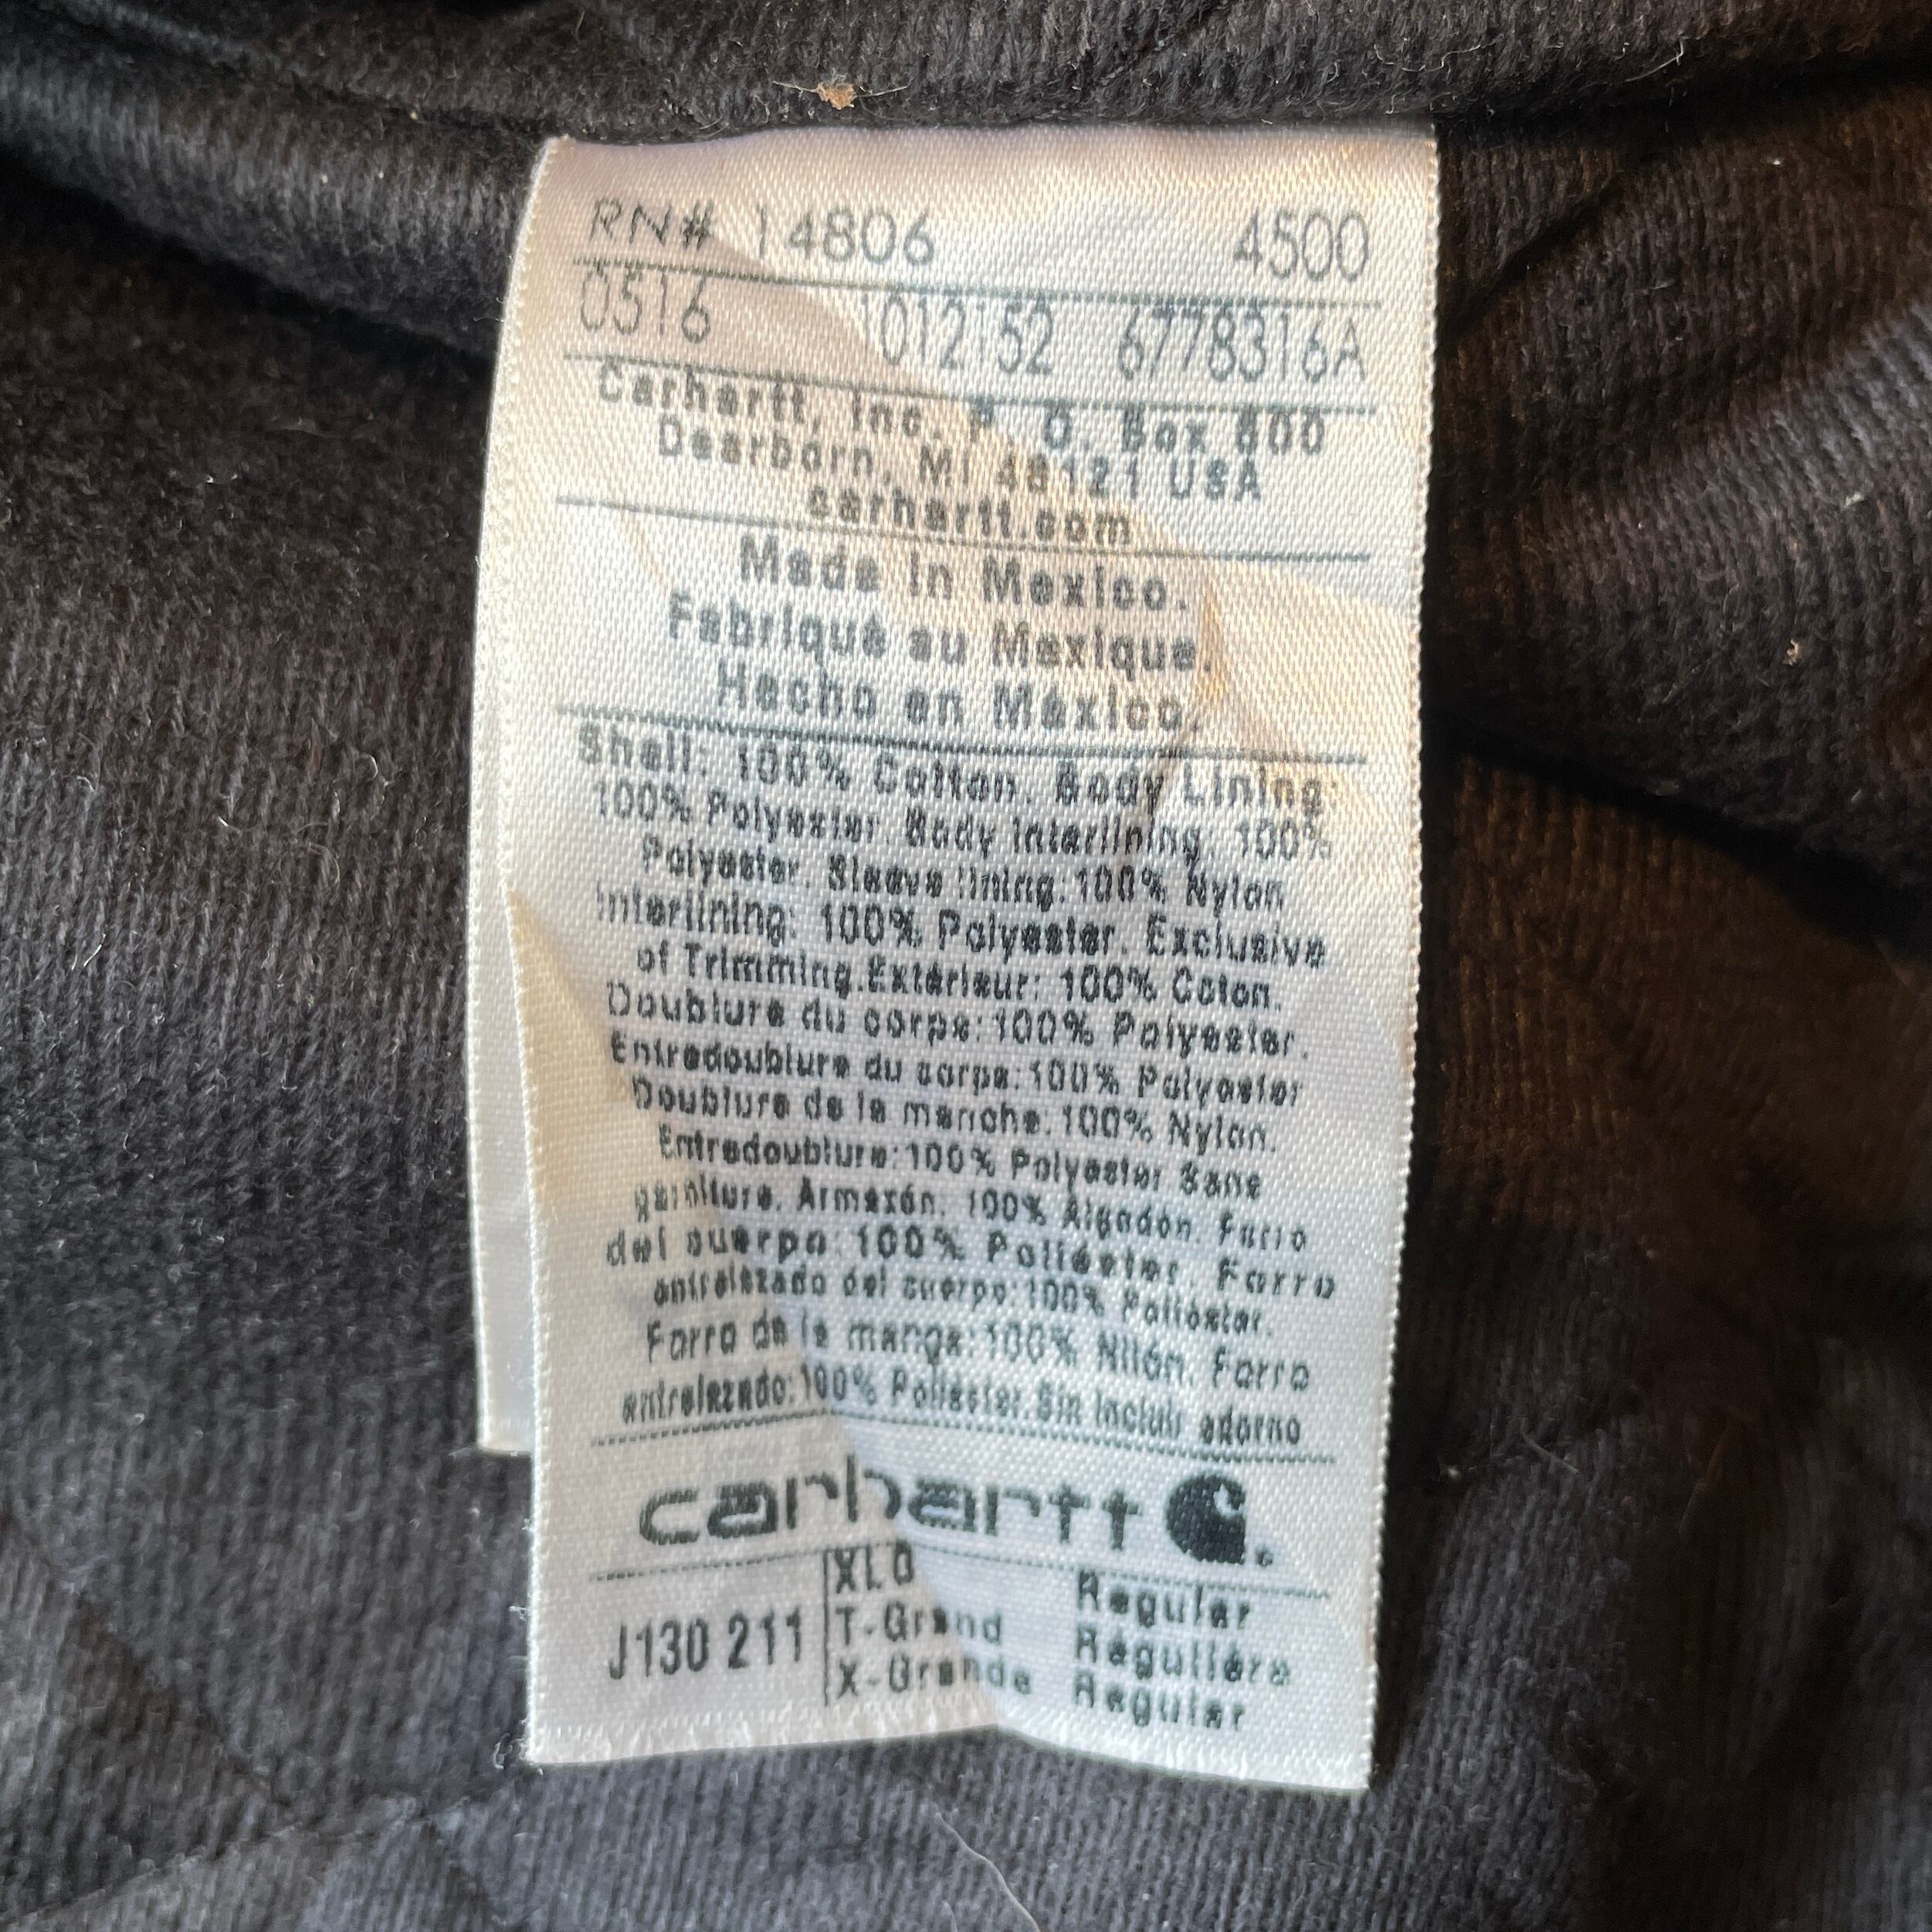 RN# 14806 4500
0516 1012152 6778316A
Carhartt, Inc. P. O. Box 600
Dearborn, MI 48121 USA
carhartt.com
Made in Mexico.
Fabriqué au Mexique.
Hecho en México.
Shell: 100% Cotton. Body Lining:
100% Polyester. Body Interlining: 100%
Polyester. Sleeve lining: 100% Nylon
Interlining: 100% Polyester. Exclusive
of Trimming. Extérieur: 100% Coton.
Doublure du corps: 100% Polyester.
Entredoublure du corps: 100% Polyester
Doublure de la manche: 100% Nylon.
Entredoublure: 100% Polyester Sans
garniture. Armazón: 100% Algodón. Forro
del cuerpo: 100% Poliéster. Forro
entrelazado del cuerpo: 100% Poliéster.
Forro de la manga: 100% Nilón. Forro
entrelazado: 100% Poliester. Sin incluir adorno
carhartt
J130 211 XLG Regular
T-Grand Régulière
X-Grande Regular